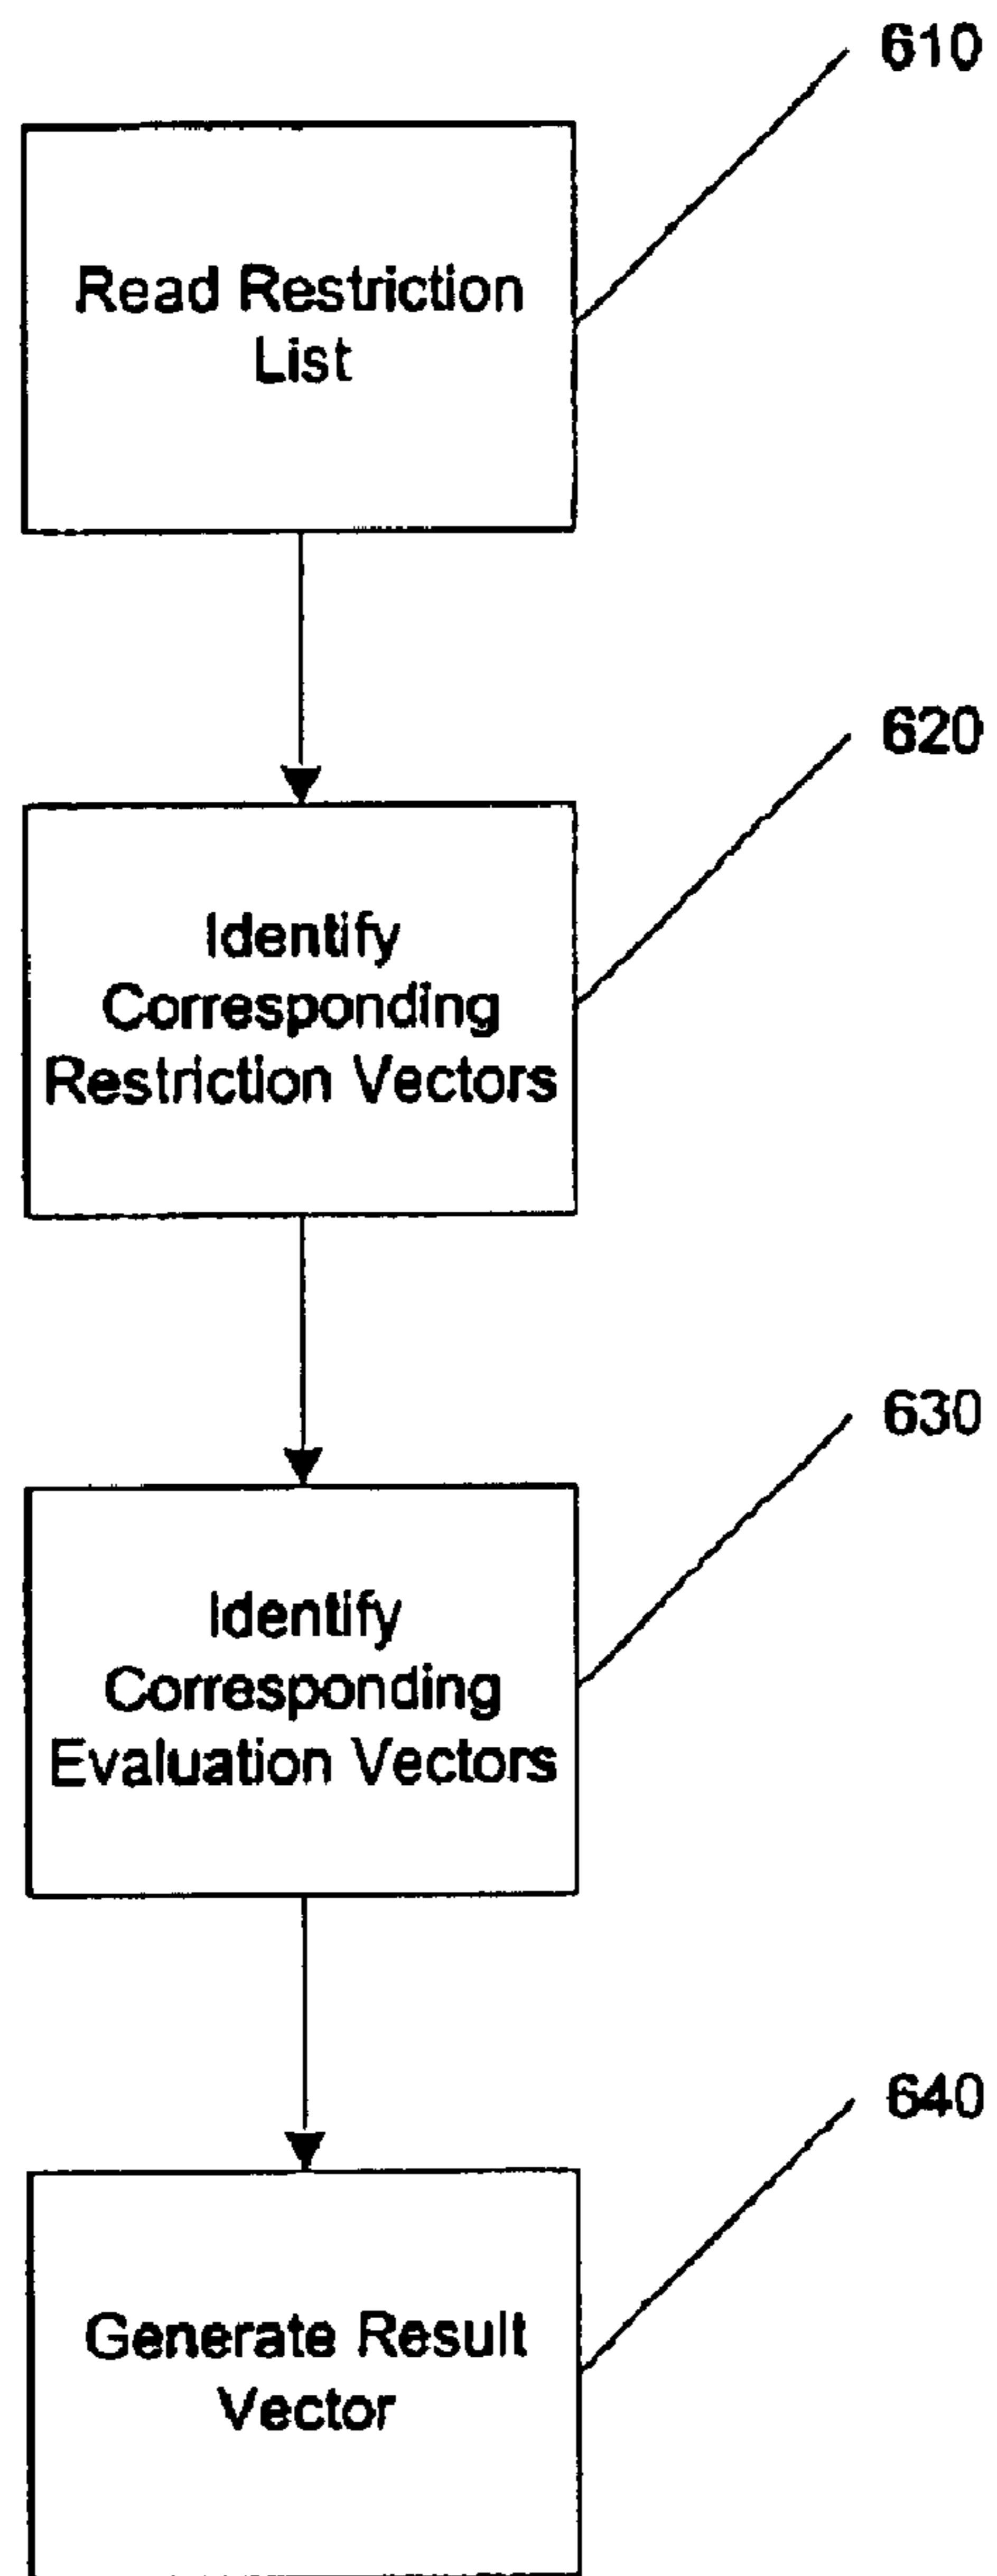 610
Read Restriction
List
620
Identify
Corresponding
Restriction Vectors
630
Identify
Corresponding
Evaluation Vectors
640
Generate Result
Vector